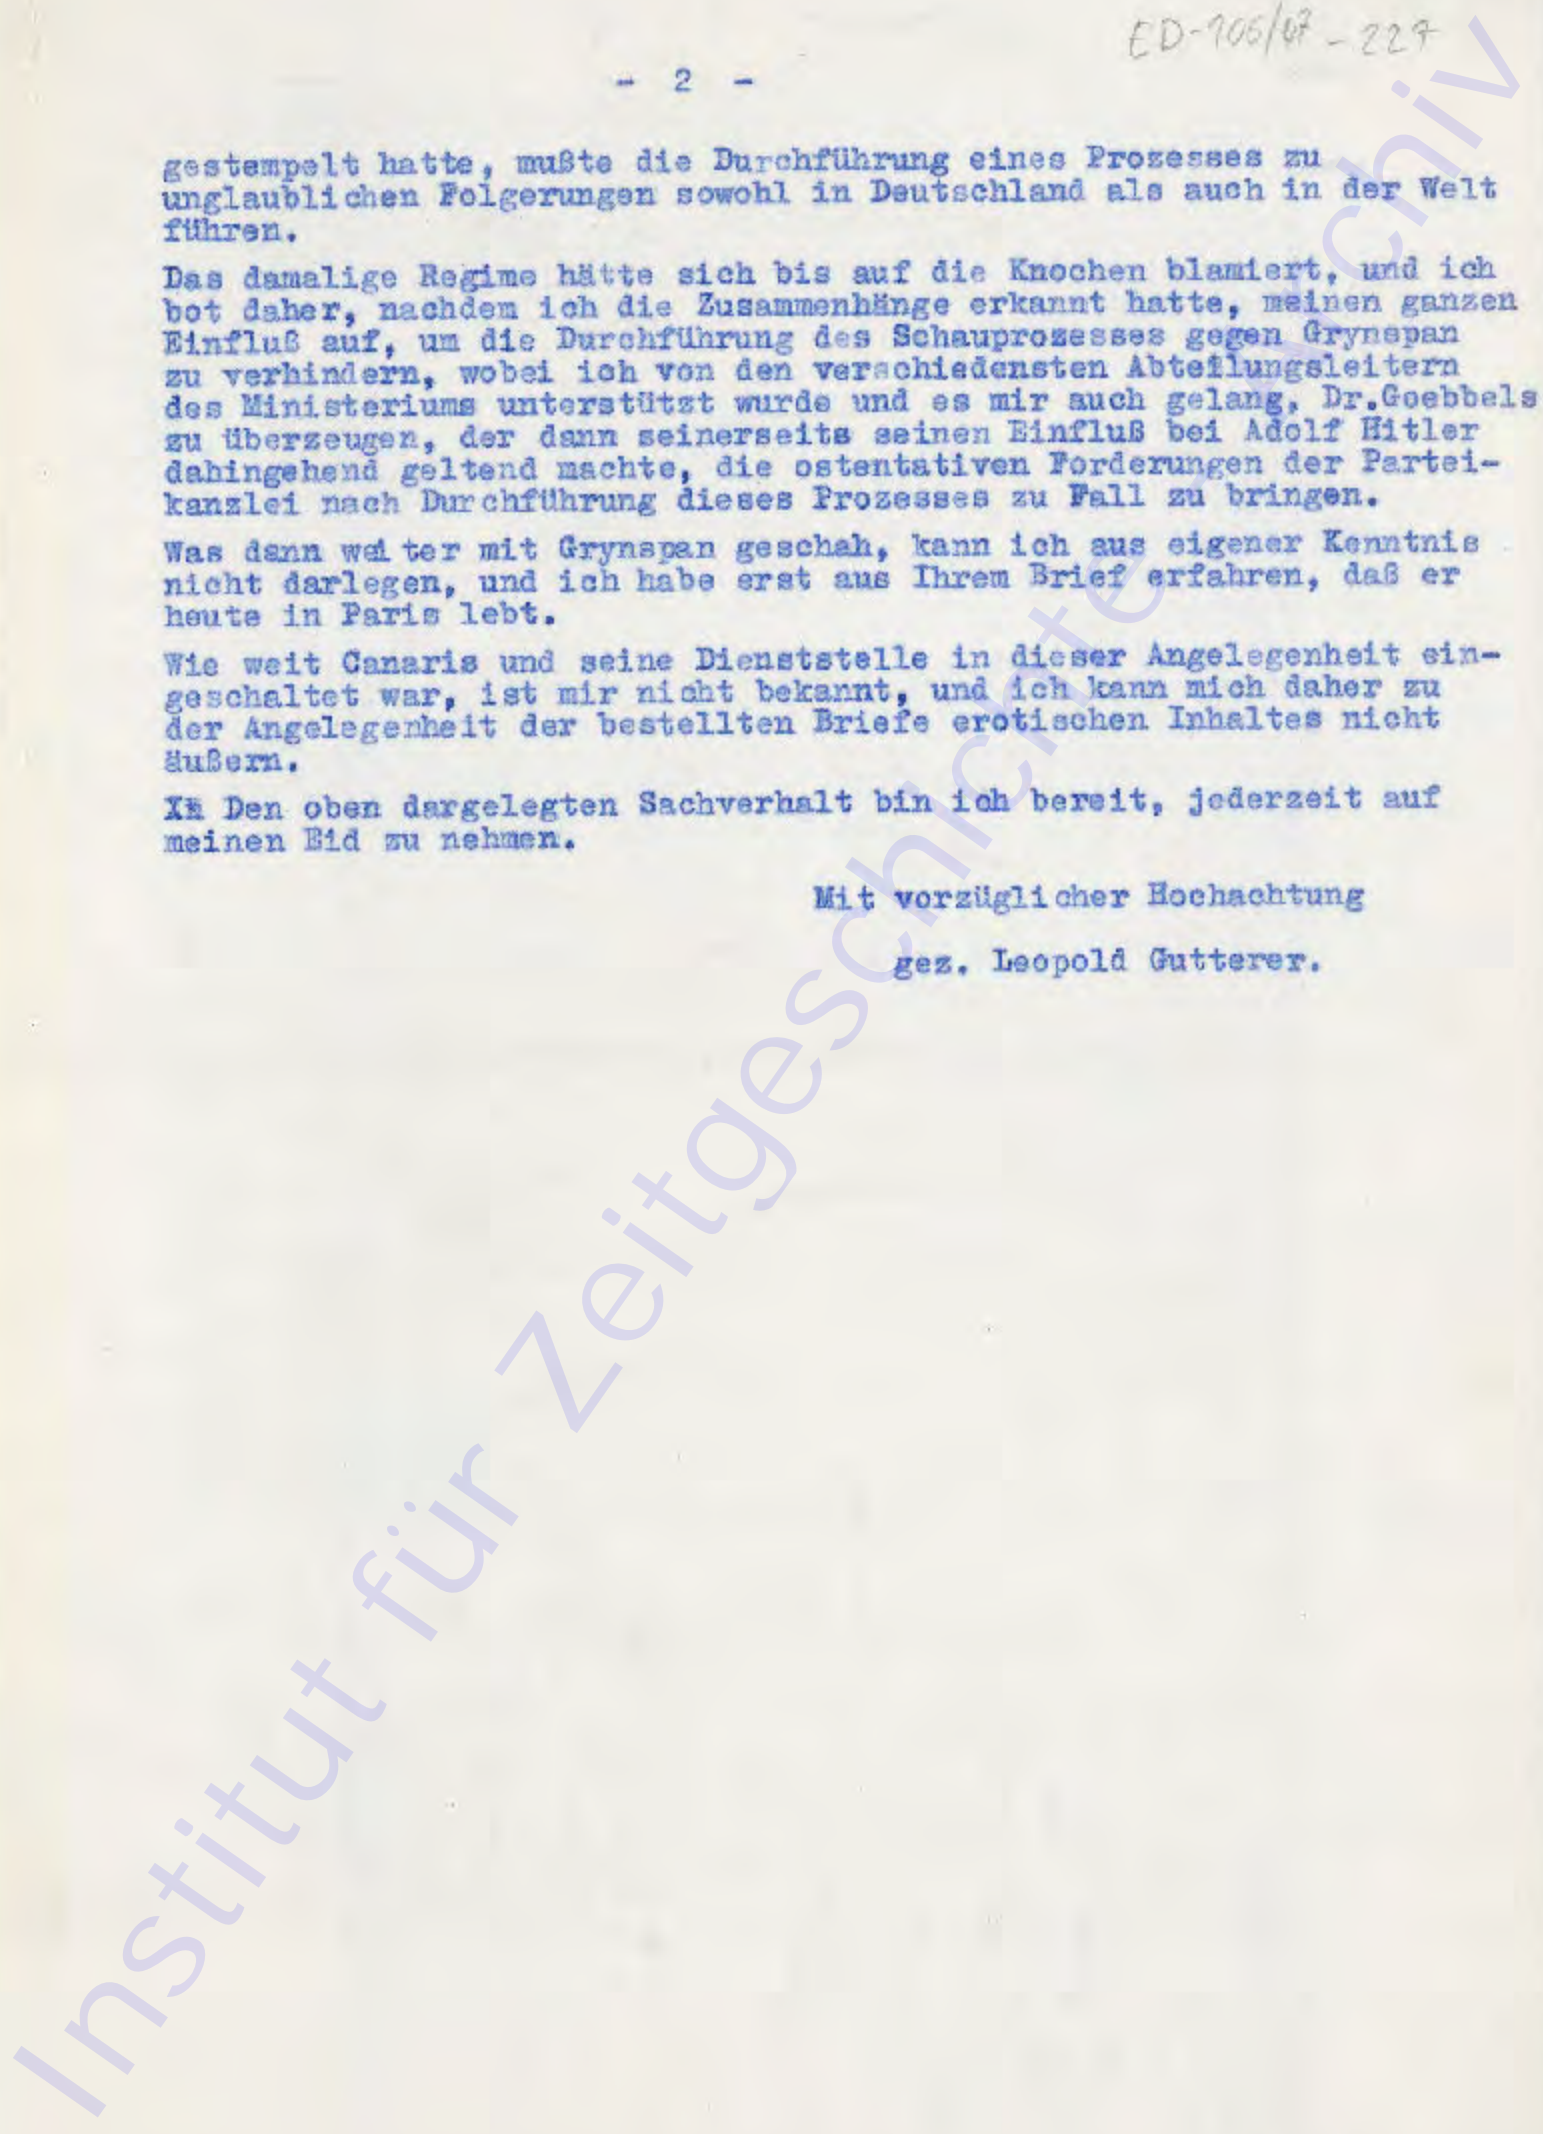 ED-106/07-227
- 2 -
gestempelt hatte, mußte die Durchführung eines Prozesses zu
unglaublichen Folgerungen sowohl in Deutschland als auch in der Welt
führen.
Das damalige Regime hätte sich bis auf die Knochen blamiert, und ich
bot daher, nachdem ich die Zusammenhänge erkannt hatte, meinen ganzen
Einfluß auf, um die Durchführung des Schauprozesses gegen Grynspan
zu verhindern, wobei ich von den verschiedensten Abteilungsleitern
des Ministeriums unterstützt wurde und es mir auch gelang, Dr.Goebbels
zu überzeugen, der dann seinerseits seinen Einfluß bei Adolf Hitler
dahingehend geltend machte, die ostentativen Forderungen der Partei-
kanzlei nach Durchführung dieses Prozesses zu Fall zu bringen.
Was dann weiter mit Grynspan geschah, kann ich aus eigener Kenntnis
nicht darlegen, und ich habe erst aus Ihrem Brief erfahren, daß er
heute in Paris lebt.
Wie weit Canaris und seine Dienststelle in dieser Angelegenheit ein-
geschaltet war, ist mir nicht bekannt, und ich kann mich daher zu
der Angelegenheit der bestellten Briefe erotischen Inhaltes nicht
äußern.
Den oben dargelegten Sachverhalt bin ich bereit, jederzeit auf
meinen Eid zu nehmen.
Mit vorzüglicher Hochachtung
gez. Leopold Gutterer.
Institut für Zeitgeschichte - Archiv